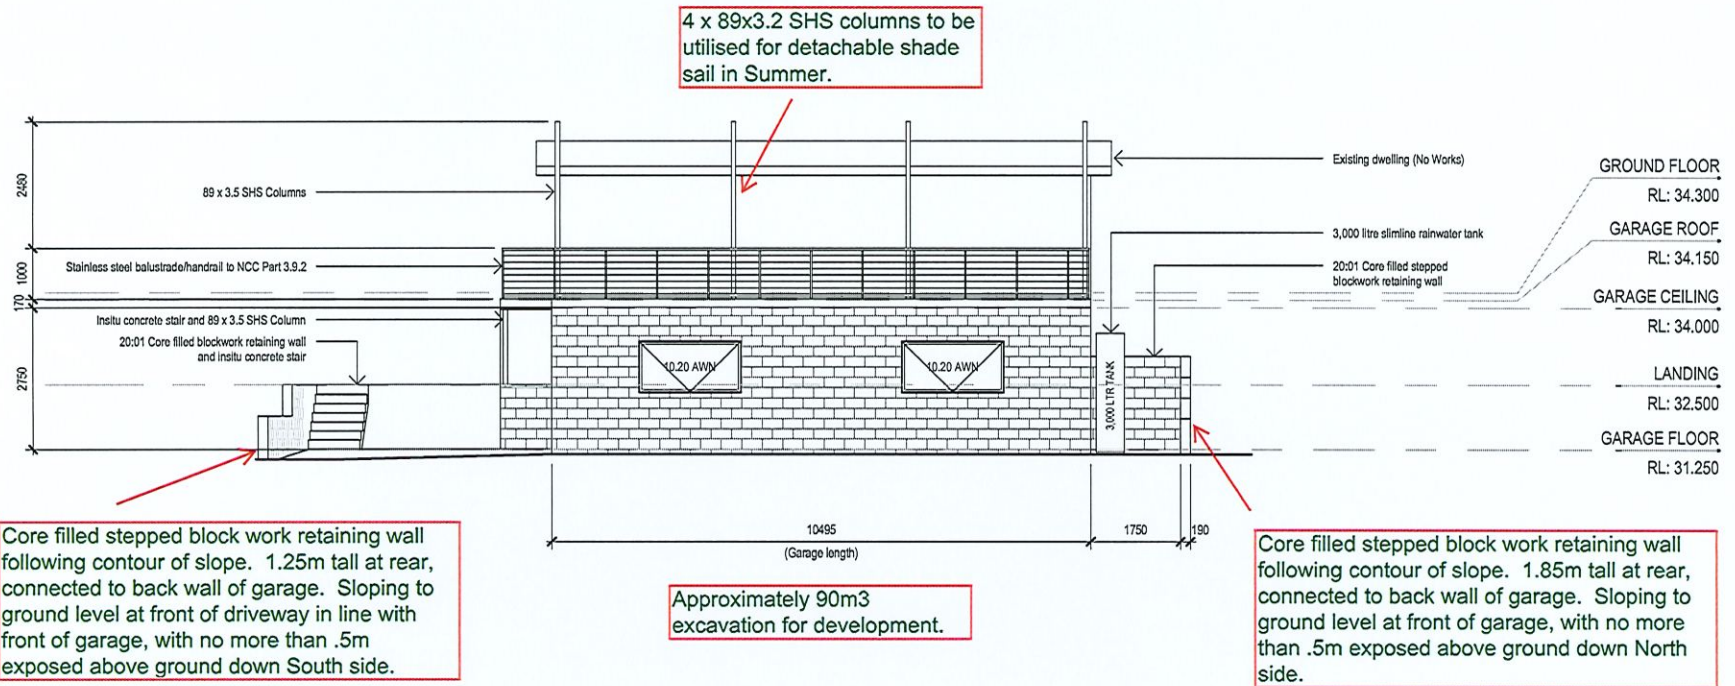 4 x 89x3.2 SHS columns to be
utilised for detachable shade
sail in Summer.
2480
1000
170
2750
89 x 3.5 SHS Columns
Stainless steel balustrade/handrail to NCC Part 3.9.2
Insitu concrete stair and 89 x 3.5 SHS Column
20:01 Core filled blockwork retaining wall
and insitu concrete stair
10.20 AWN
10.20 AWN
3,000 LTR TANK
Existing dwelling (No Works)
3,000 litre slimline rainwater tank
20:01 Core filled stepped
blockwork retaining wall
GROUND FLOOR
RL: 34.300
GARAGE ROOF
RL: 34.150
GARAGE CEILING
RL: 34.000
LANDING
RL: 32.500
GARAGE FLOOR
RL: 31.250
10495
(Garage length)
1750
190
Core filled stepped block work retaining wall
following contour of slope. 1.25m tall at rear,
connected to back wall of garage. Sloping to
ground level at front of driveway in line with
front of garage, with no more than .5m
exposed above ground down South side.
Approximately 90m3
excavation for development.
Core filled stepped block work retaining wall
following contour of slope. 1.85m tall at rear,
connected to back wall of garage. Sloping to
ground level at front of garage, with no more
than .5m exposed above ground down North
side.